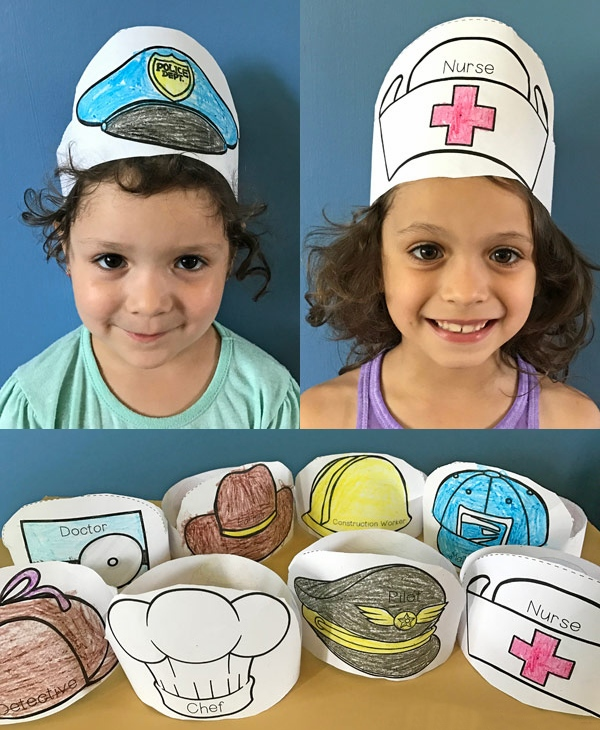 POLICE
DEPT.
Nurse
Doctor
Construction Worker
Detective
Chef
Pilot
Nurse